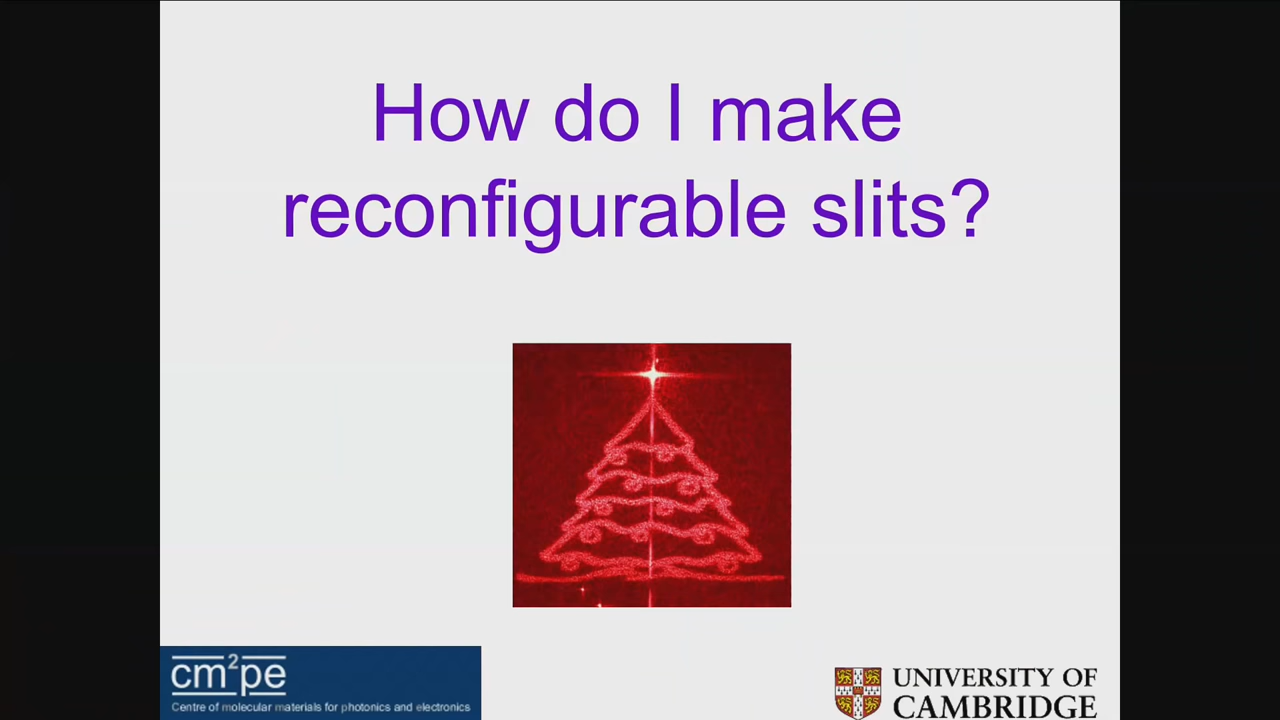 How do I make
reconfigurable slits?
cm²pe
Centre of molecular materials for photonics and electronics
UNIVERSITY OF
CAMBRIDGE